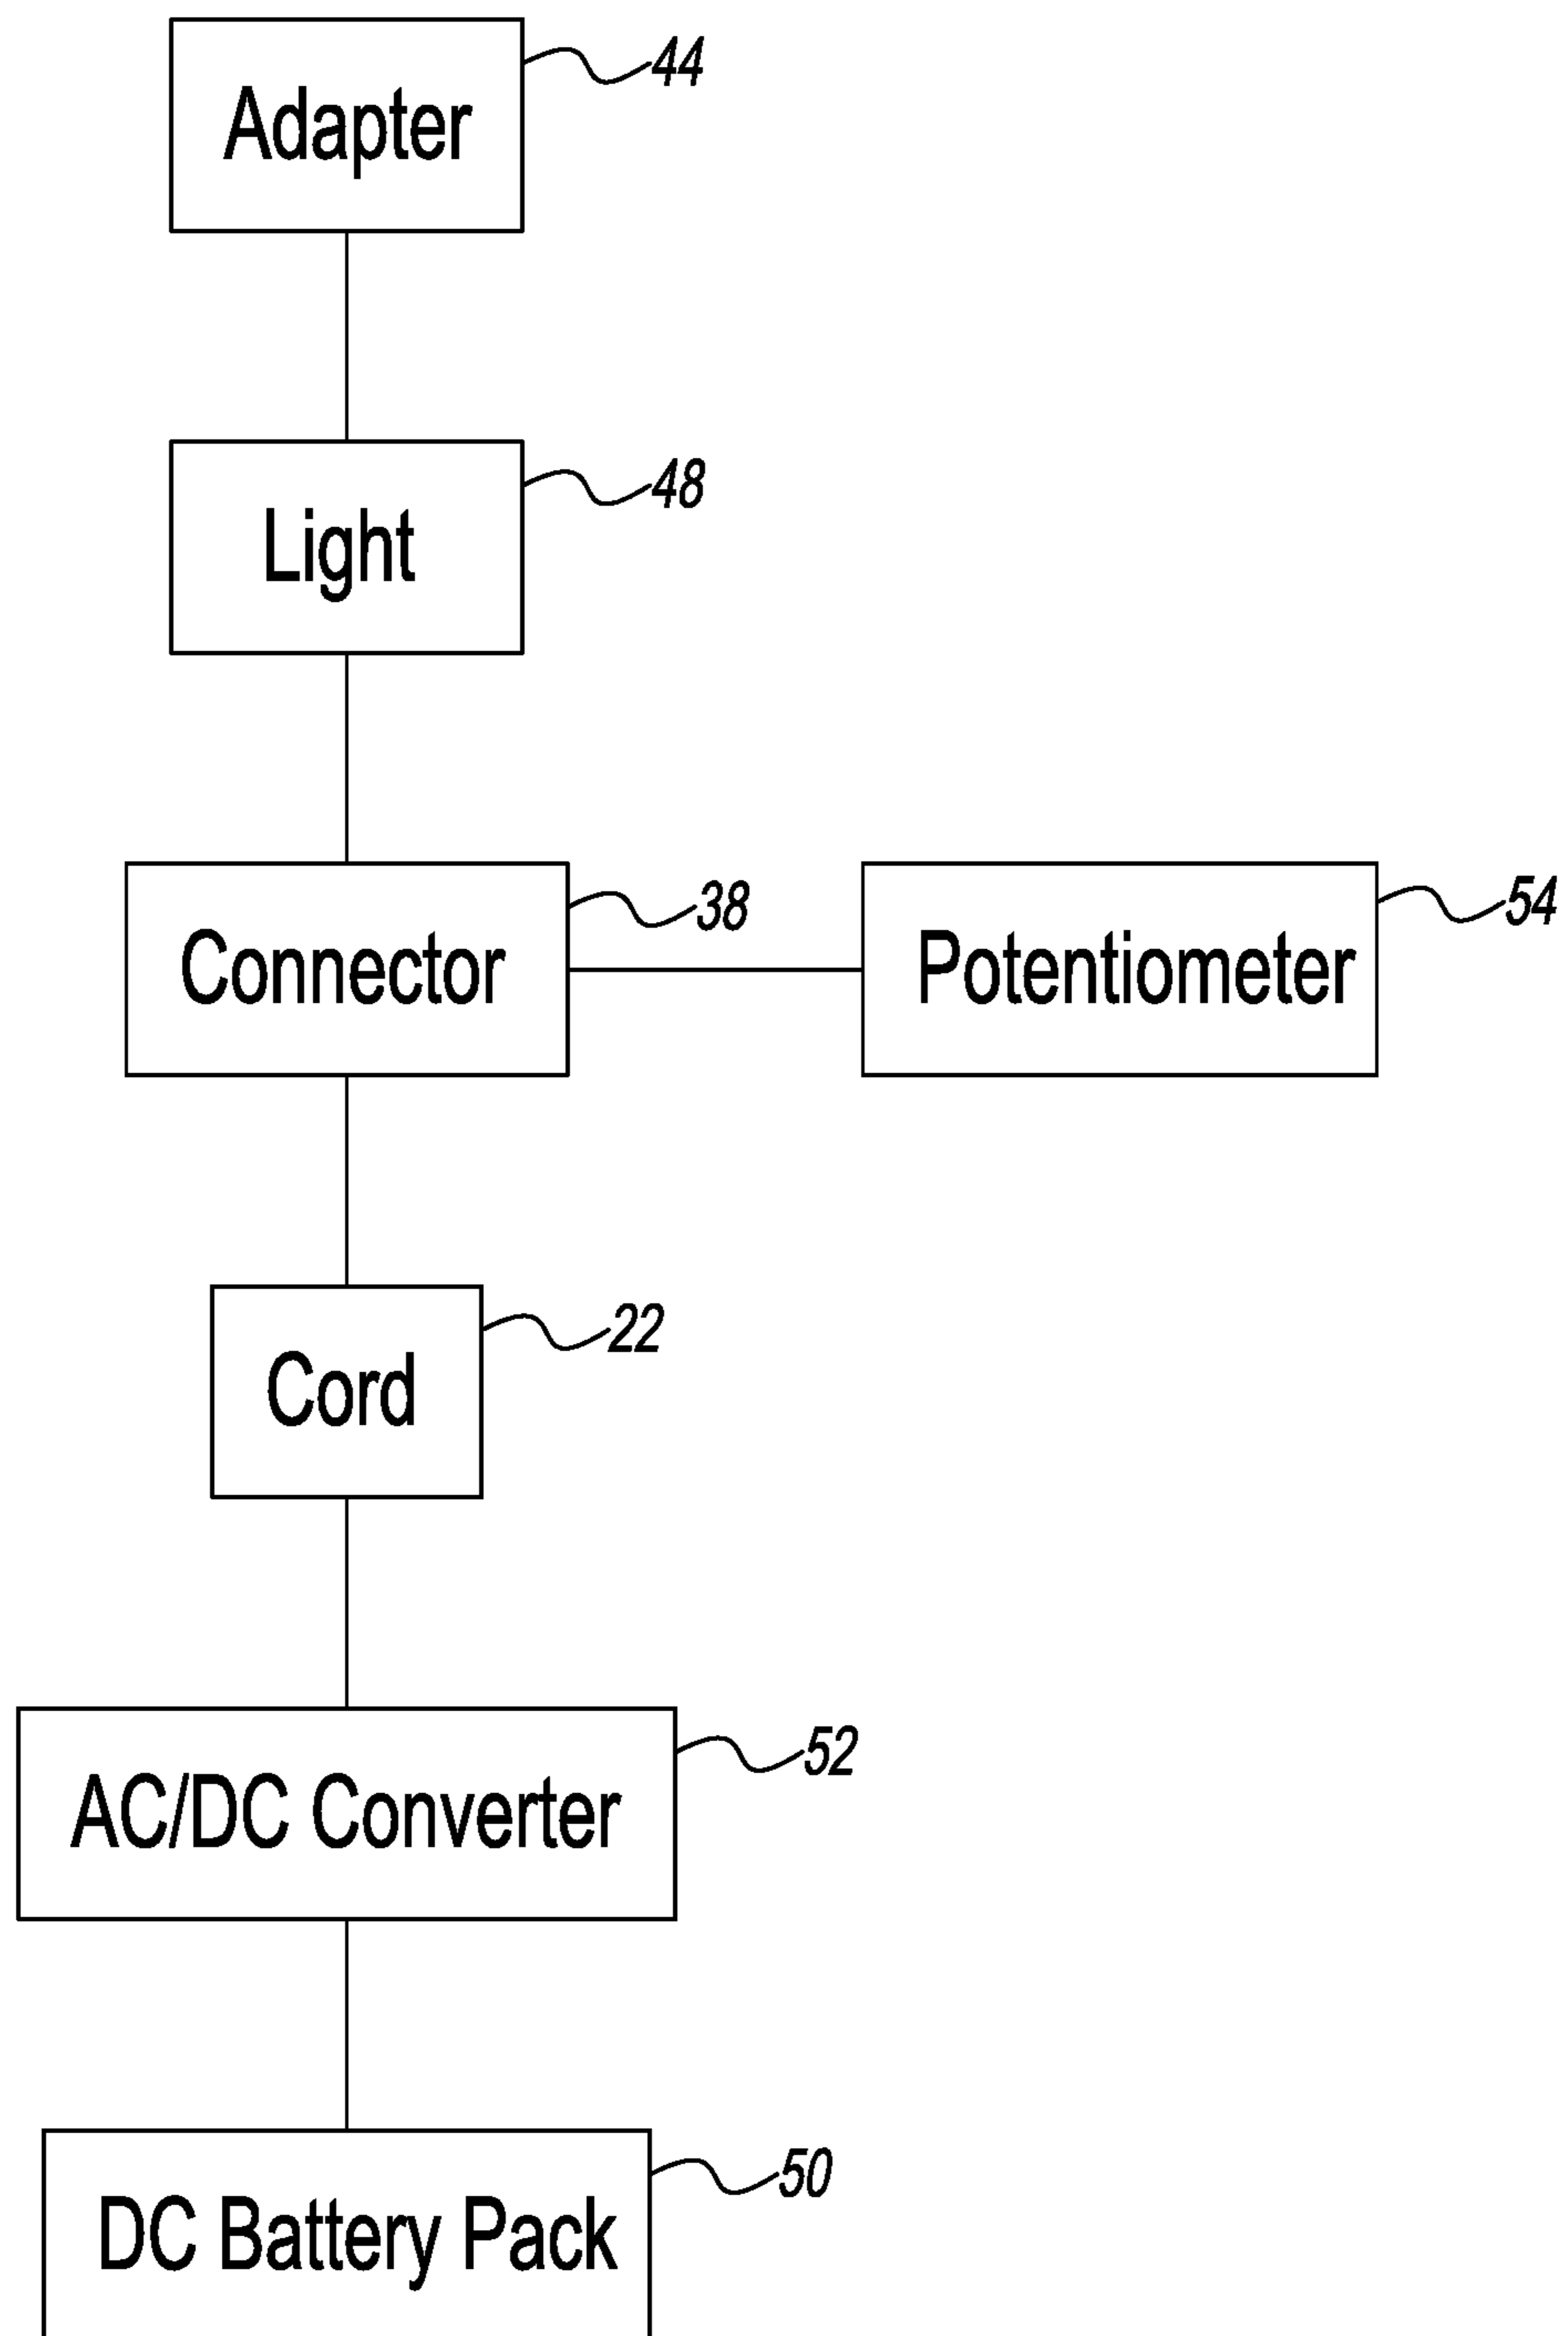 Adapter
44
Light
48
Connector
38
Potentiometer
54
Cord
22
AC/DC Converter
52
DC Battery Pack
50